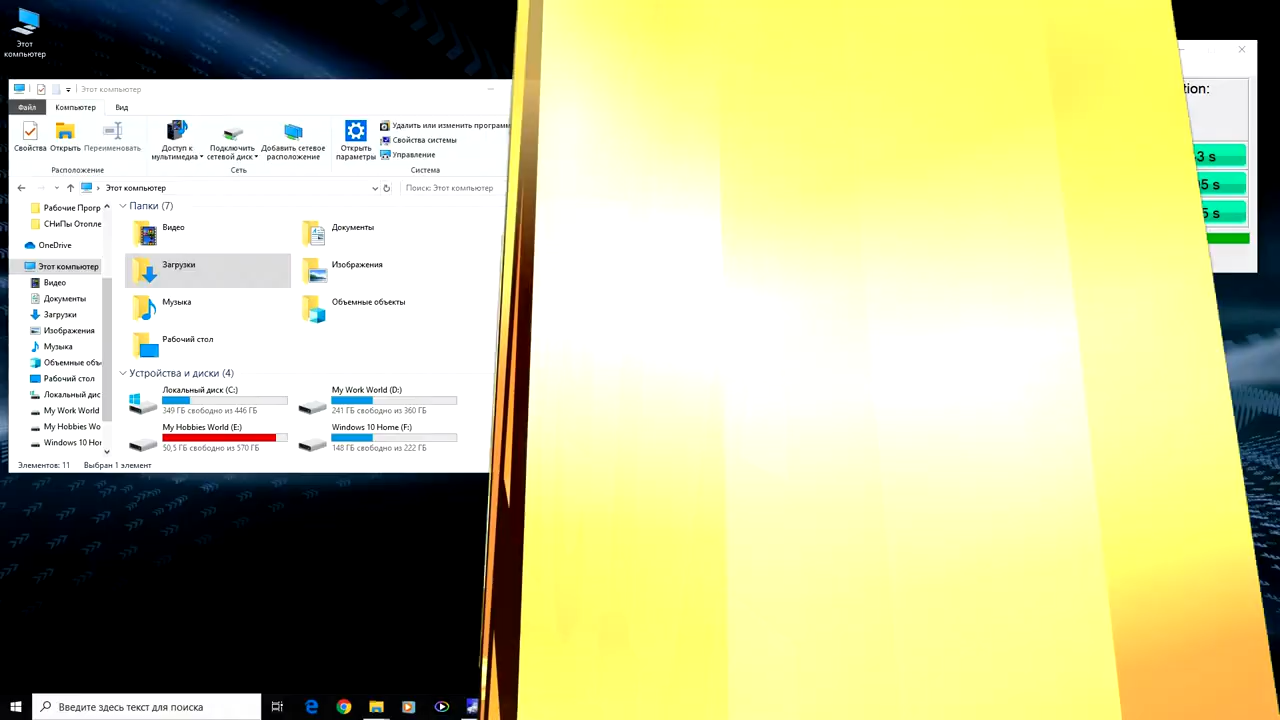 Этот
компьютер
Этот компьютер
Файл
Компьютер
Вид
Свойства
Открыть
Переименовать
Доступ к
мультимедиа
Подключить
сетевой диск
Добавить сетевое
расположение
Открыть
параметры
Удалить или изменить програм
Свойства системы
Управление
Расположение
Сеть
Система
Этот компьютер
Поиск: Этот компьютер
Рабочие Прогр
СНиПы Отопле
OneDrive
Этот компьютер
Видео
Документы
Загрузки
Изображения
Музыка
Объемные объ
Рабочий стол
Локальный дис
My Work World
My Hobbies Wo
Windows 10 Hor
Папки (7)
Видео
Документы
Загрузки
Изображения
Музыка
Объемные объекты
Рабочий стол
Устройства и диски (4)
Локальный диск (C:)
349 ГБ свободно из 446 ГБ
My Work World (D:)
241 ГБ свободно из 360 ГБ
My Hobbies World (E:)
50,5 ГБ свободно из 570 ГБ
Windows 10 Home (F:)
148 ГБ свободно из 222 ГБ
Элементов: 11
Выбран 1 элемент
tion:
3 s
5 s
5 s
Введите здесь текст для поиска